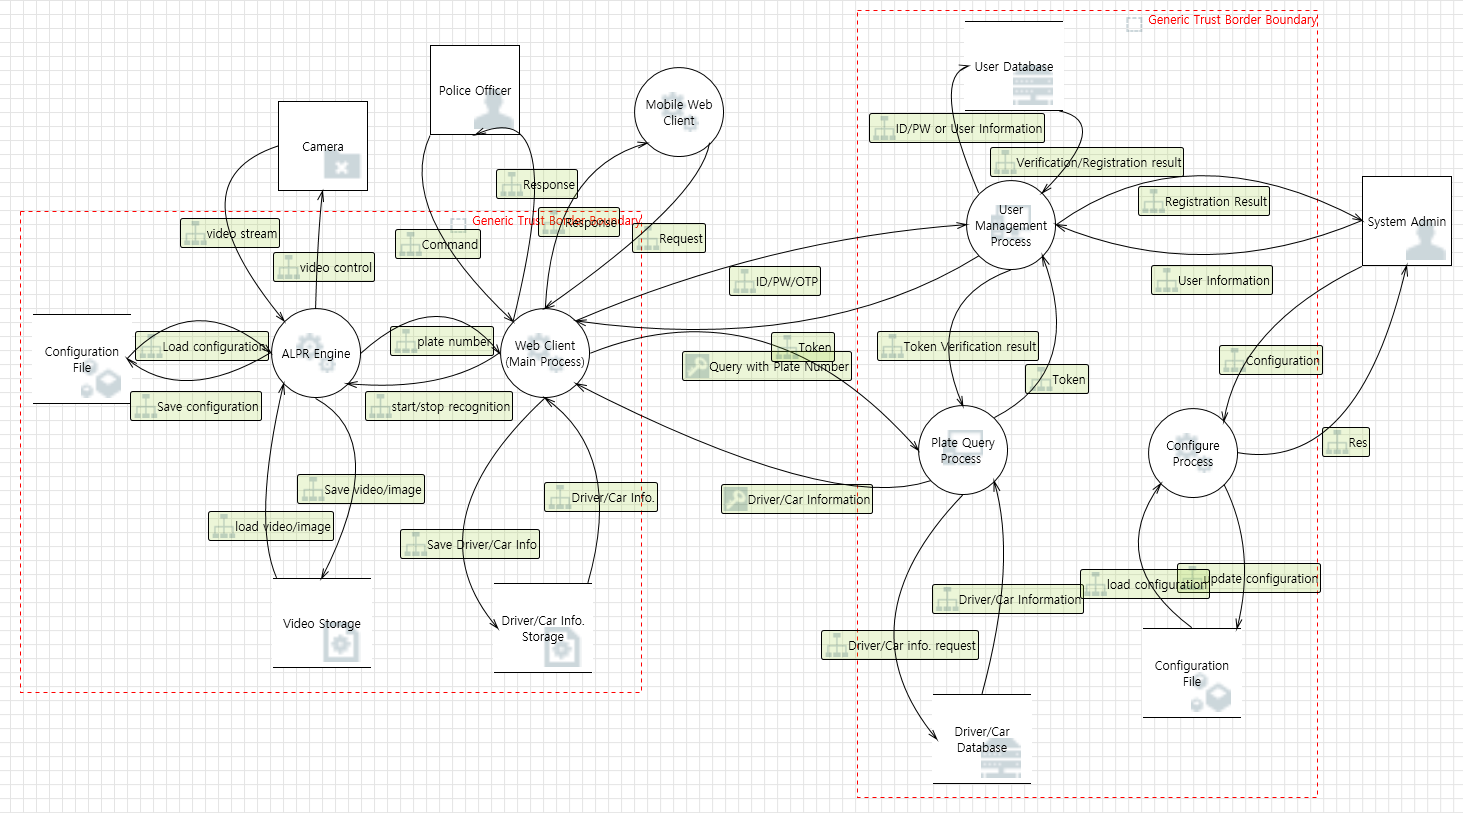 Generic Trust Border Boundary
User Database
Police Officer
Mobile Web
Client
ID/PW or User Information
Camera
Verification/Registration result
Response
Registration Result
User
Management
Process
System Admin
Generic Trust Border Boundary
Response
Request
video stream
Command
video control
ID/PW/OTP
User Information
Configuration
File
Load configuration
ALPR Engine
plate number
Web Client
(Main Process)
Token
Query with Plate Number
Token Verification result
Configuration
Token
Save configuration
start/stop recognition
Plate Query
Process
Configure
Process
Res
Save video/image
Driver/Car Info.
Driver/Car Information
load video/image
Save Driver/Car Info
load configuration
update configuration
Driver/Car Information
Video Storage
Driver/Car Info.
Storage
Driver/Car info. request
Configuration
File
Driver/Car
Database